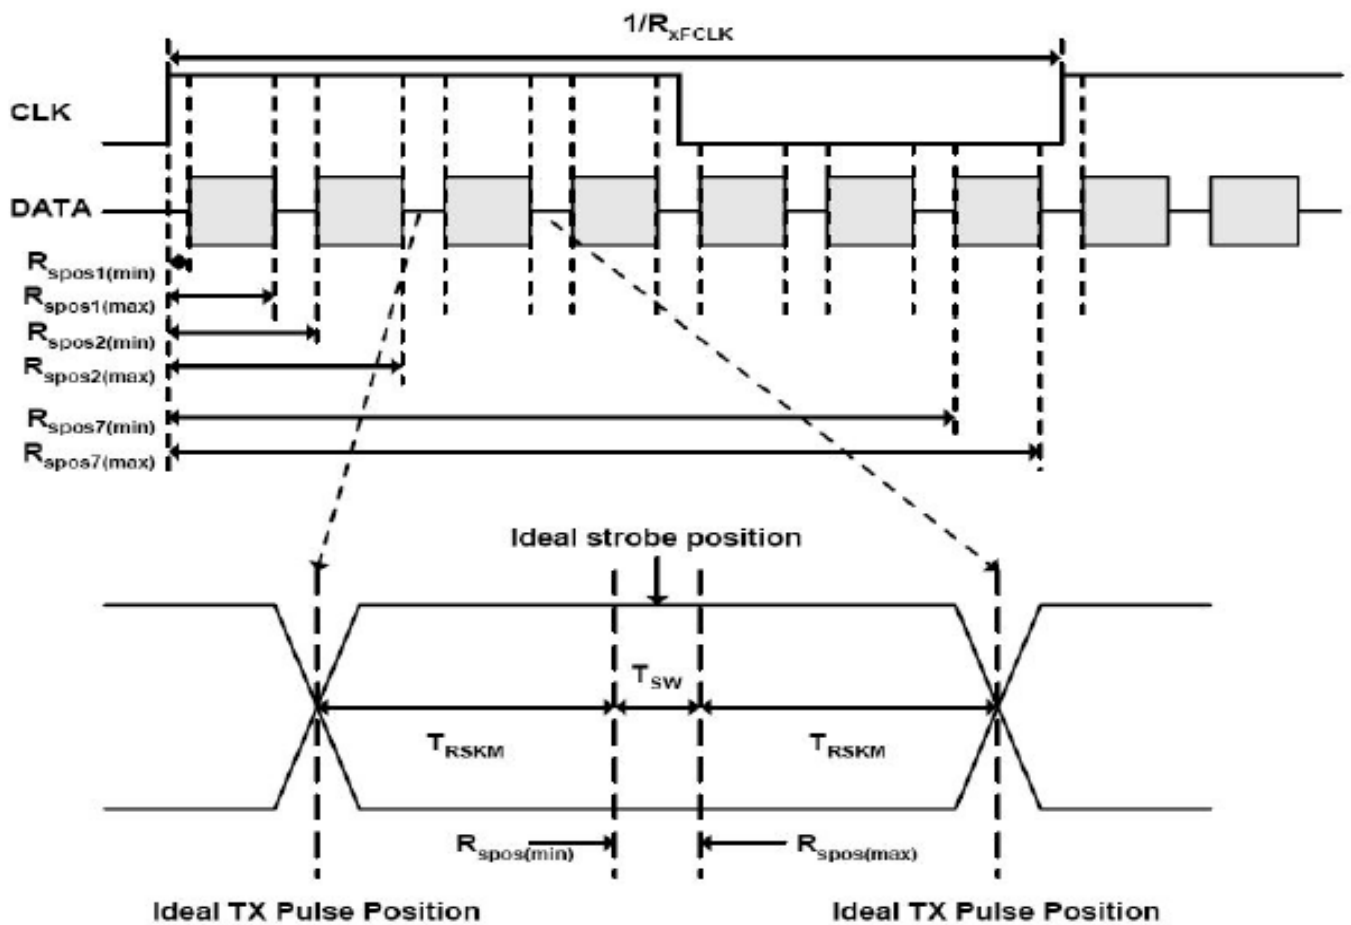 1/RxFCLK
CLK
DATA
Rspos1(min)
Rspos1(max)
Rspos2(min)
Rspos2(max)
Rspos7(min)
Rspos7(max)
Ideal strobe position
TSW
TRSKM
TRSKM
Rspos(min)
Rspos(max)
Ideal TX Pulse Position
Ideal TX Pulse Position